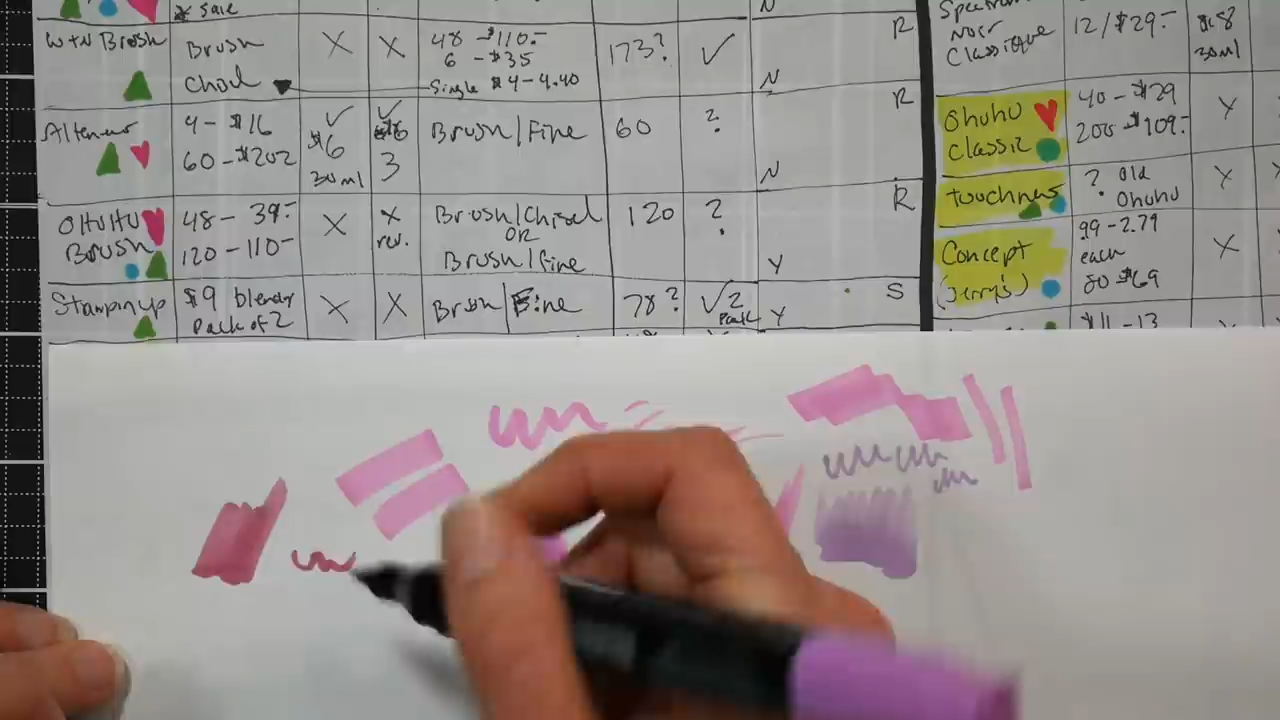 * Sale
N
W+N Brush
Brush
Chisel
X
X
48 - $110.-
6 - $35
Single $4-4.40
173?
✓
R
N
Altenew
4 - $16
60 - $202
✓
$6
30ml
✓
3
Brush/Fine
60
?
R
N
OHUHU
Brush
48 - 39.-
120 - 110-
X
X
rev.
Brush/Chisel
OR
Brush/fine
120
?
R
Y
Stampinup
$9 blendy
Pack of 2
X
X
Brush/Fine
78?
✓2
Pack
S
Y
Noir
Classique
12/$29.-
30ml
Ohuhu
Classic
40 - $29
200 - $109.-
Y
touchnew
? Old
Ohuhu
Y
Concept
(Jerry's)
99 - 2.79
each
80 $69
X
$11 - 13